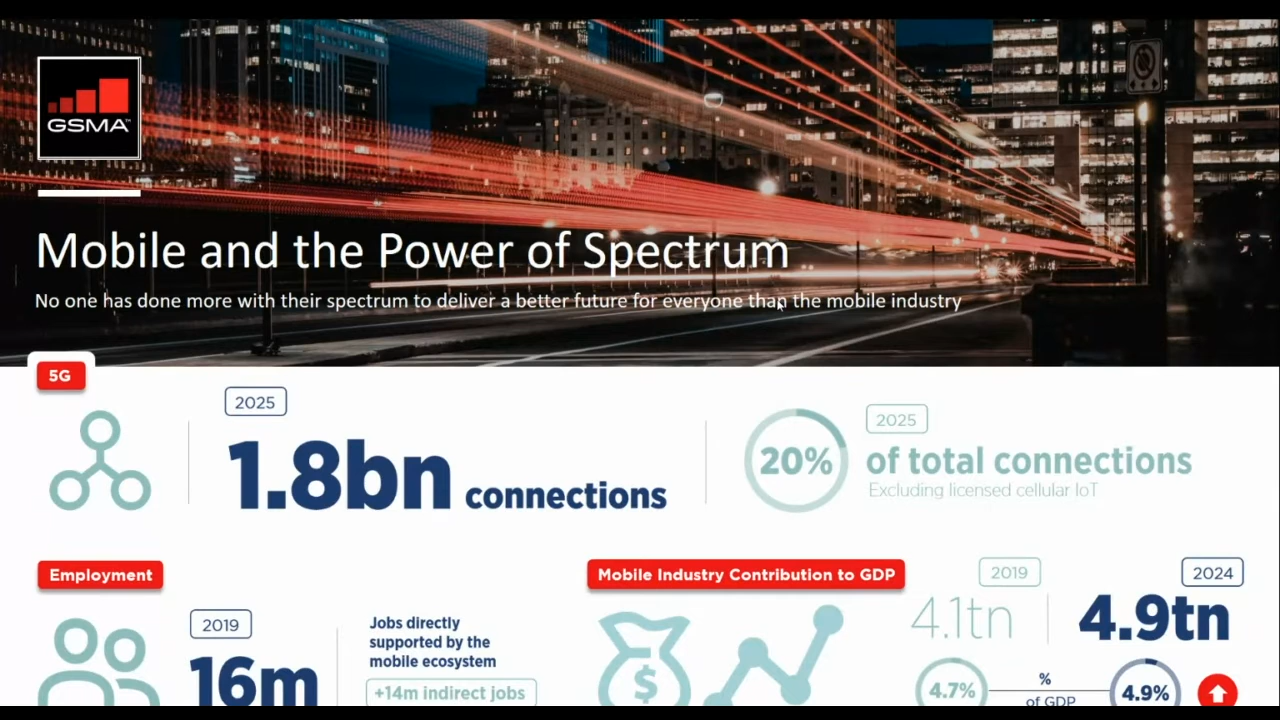 GSMA™
Mobile and the Power of Spectrum
No one has done more with their spectrum to deliver a better future for everyone than the mobile industry
5G
2025
1.8bn connections
20%
2025
of total connections
Excluding licensed cellular IoT
Employment
2019
16m
Jobs directly
supported by the
mobile ecosystem
+14m indirect jobs
Mobile Industry Contribution to GDP
$
2019
4.1tn
2024
4.9tn
4.7%
%
of GDP
4.9%